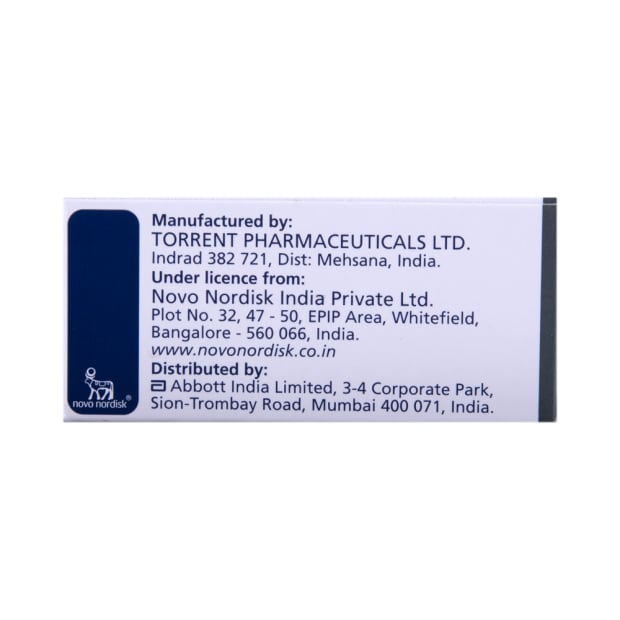 Manufactured by:
TORRENT PHARMACEUTICALS LTD.
Indrad 382 721, Dist: Mehsana, India.
Under licence from:
Novo Nordisk India Private Ltd.
Plot No. 32, 47 - 50, EPIP Area, Whitefield,
Bangalore - 560 066, India.
www.novonordisk.co.in
Distributed by:
Abbott India Limited, 3-4 Corporate Park,
Sion-Trombay Road, Mumbai 400 071, India.
novo nordisk®